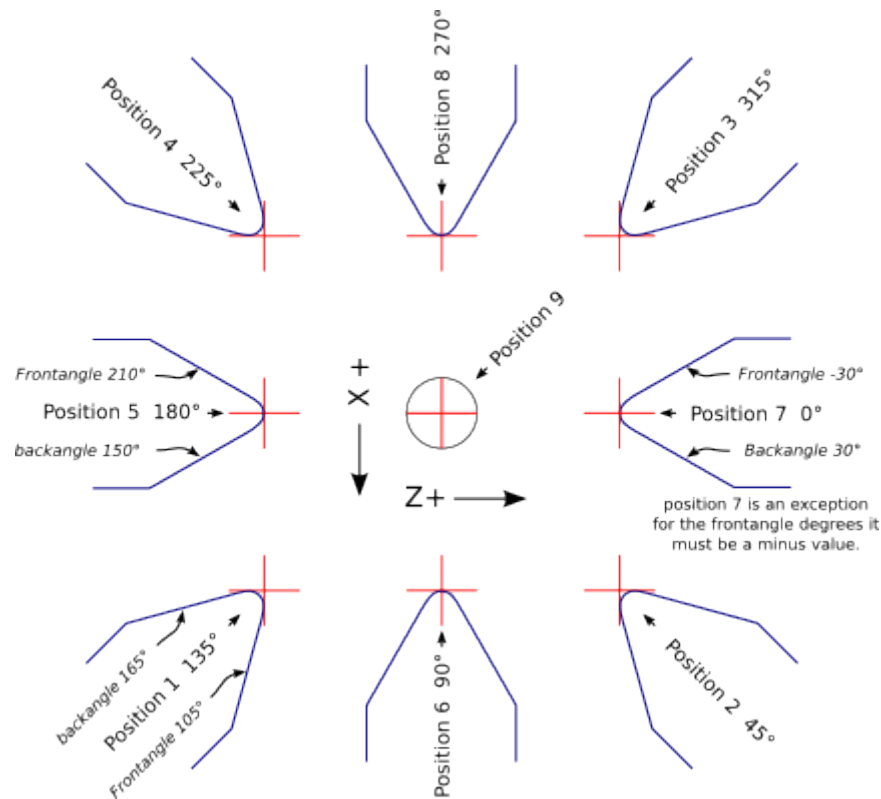 Position 4  225°
Position 8  270°
Position 3  315°
Position 9
X +
Z+
Frontangle 210°
Position 5  180°
backangle 150°
Frontangle -30°
Position 7  0°
Backangle 30°
position 7 is an exception
for the frontangle degrees it
must be a minus value.
backangle 165°
Position 1  135°
Frontangle 105°
Position 6  90°
Position 2  45°